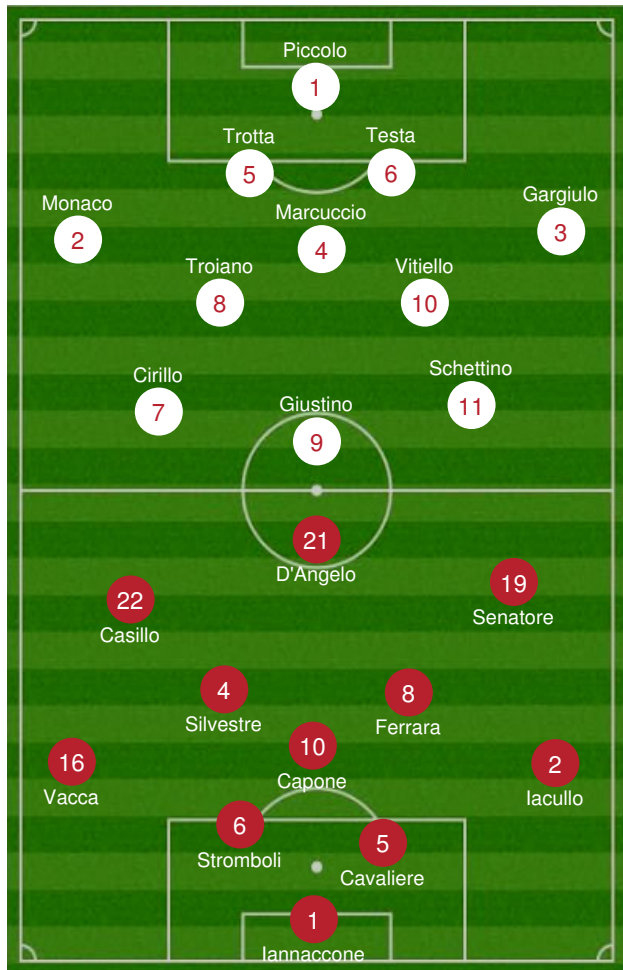 Piccolo
1
Trotta
5
Testa
6
Monaco
2
Marcuccio
4
Gargiulo
3
Troiano
8
Vitiello
10
Cirillo
7
Giustino
9
Schettino
11
21
D'Angelo
22
Casillo
19
Senatore
4
Silvestre
8
Ferrara
16
Vacca
10
Capone
2
Iacullo
6
Stromboli
5
Cavaliere
1
Iannaccone